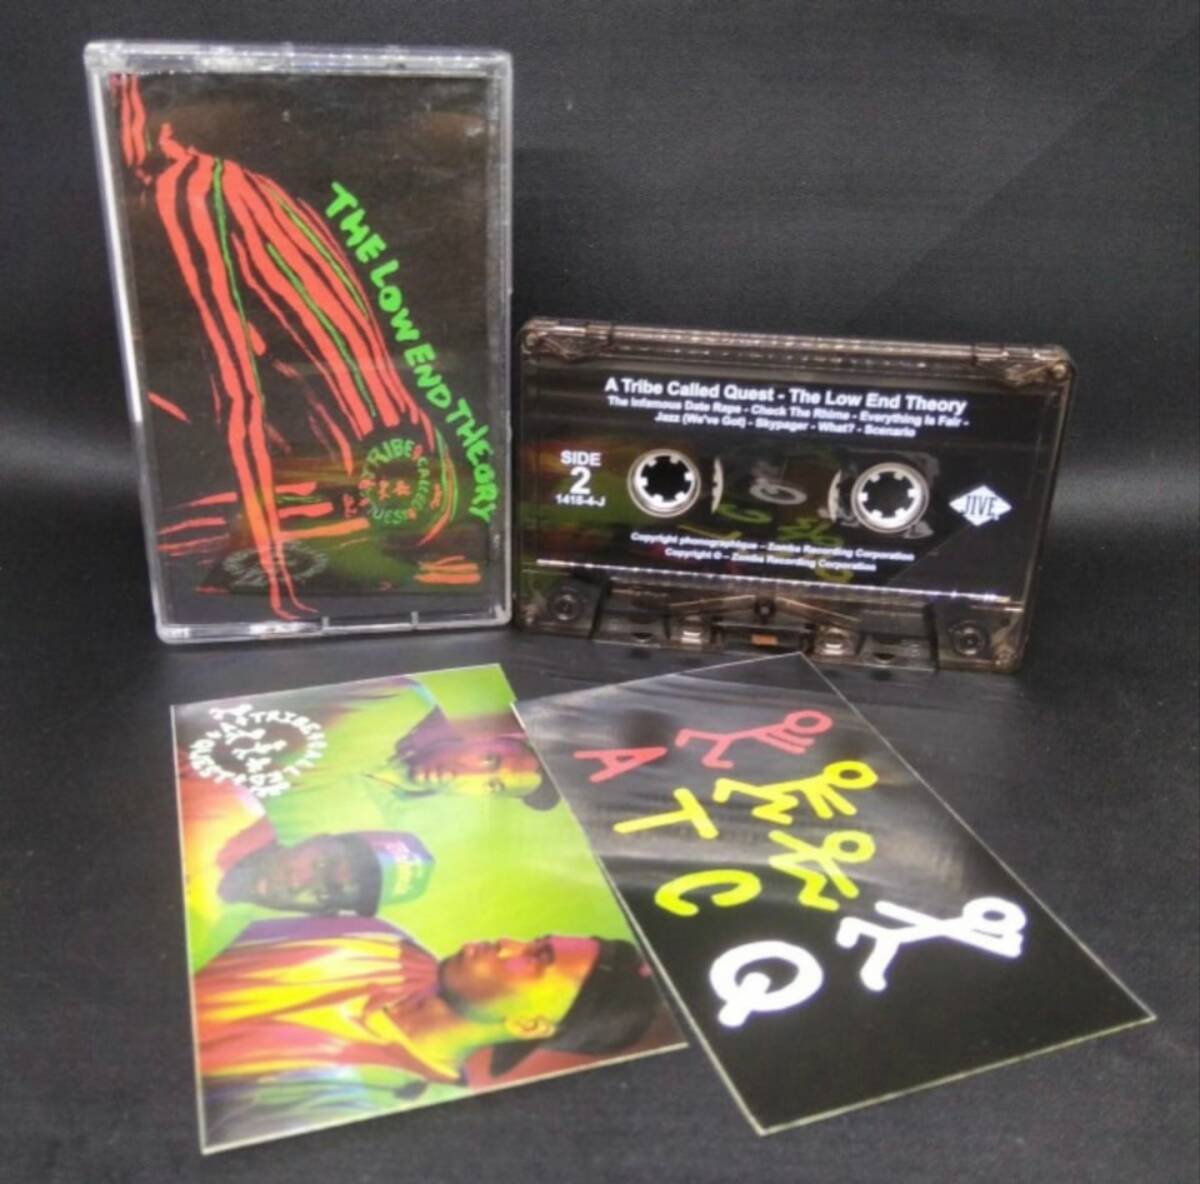 THE LOW END THEORY
A TRIBE CALLED QUEST
A Tribe Called Quest - The Low End Theory
The Infamous Date Rape - Check The Rhime - Everything Is Fair -
Jazz (We've Got) - Skypager - What? - Scenario
SIDE
2
1418-4-J
JIVE
Copyright phonographique - Zomba Recording Corporation
Copyright © - Zomba Recording Corporation
A TRIBE CALLED QUEST
A
T
C
Q